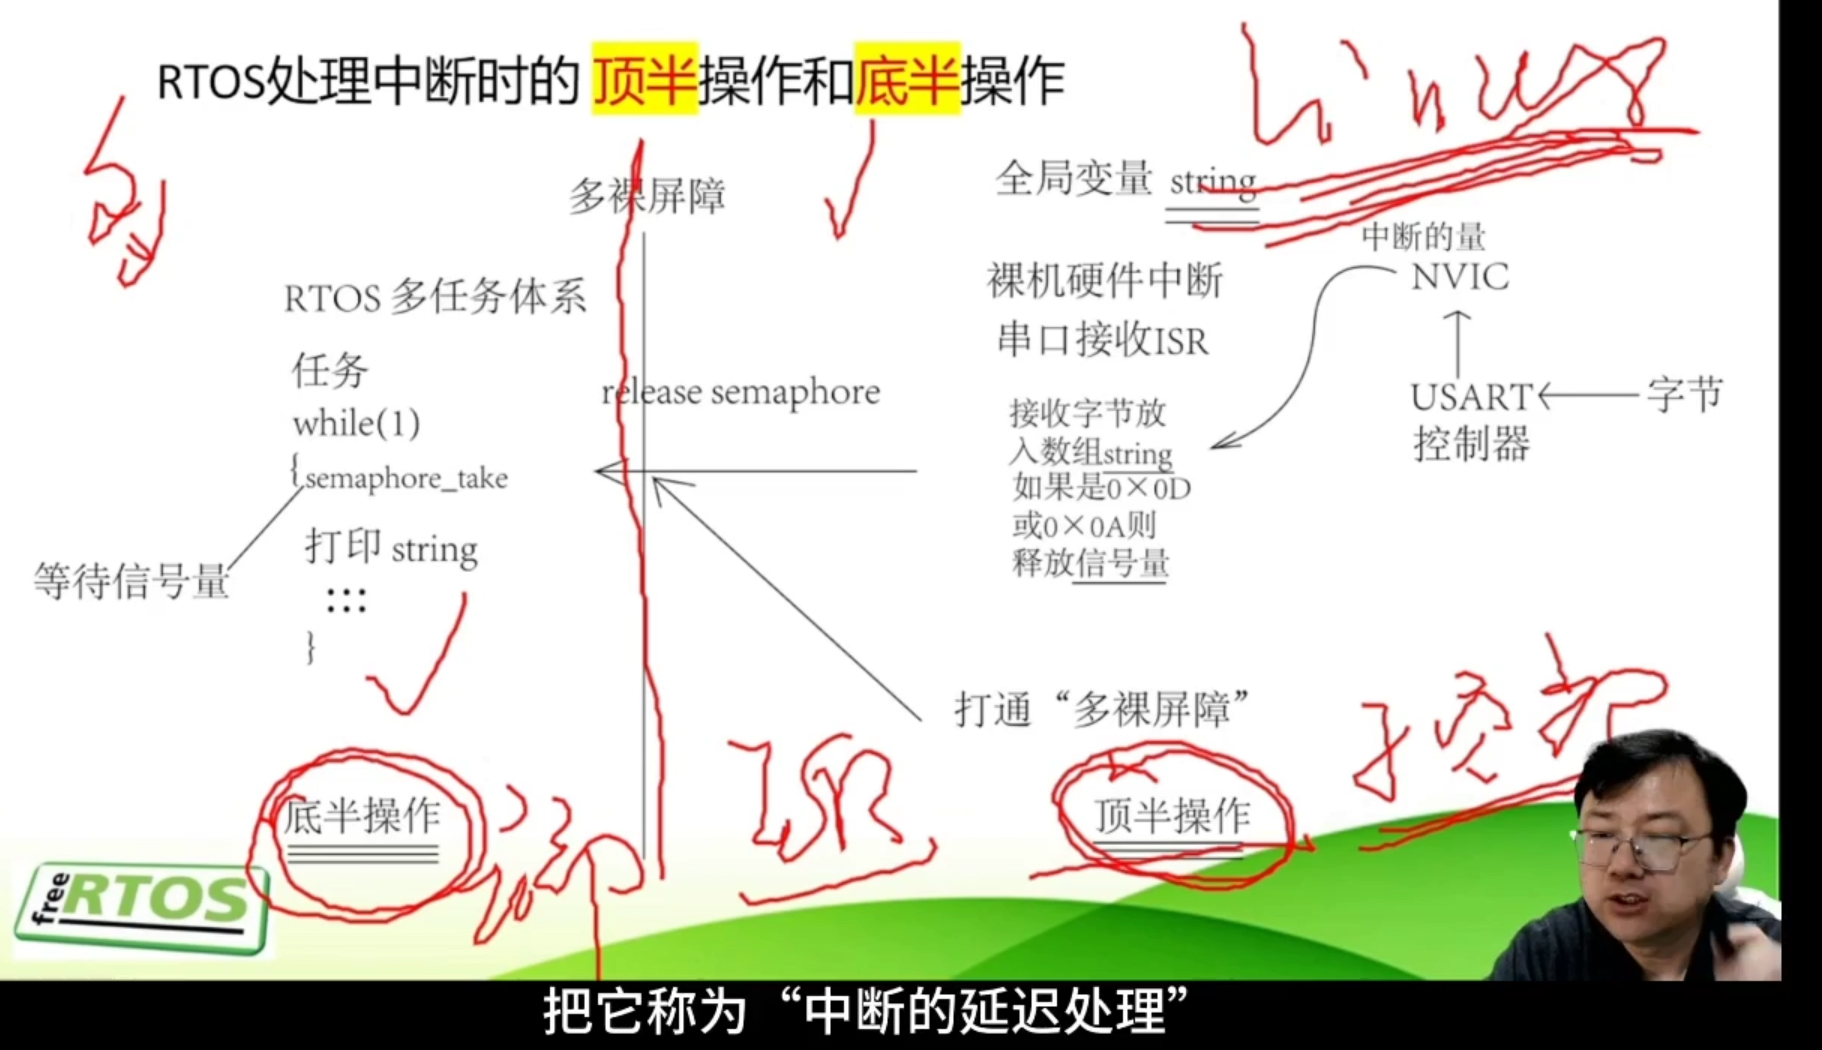 RTOS处理中断时的 顶半操作和底半操作
Linux
多裸屏障
全局变量 string
中断的量
NVIC
裸机硬件中断
串口接收ISR
RTOS 多任务体系
任务
while(1)
{semaphore_take
release semaphore
接收字节放
入数组string
如果是0×0D
或0×0A则
释放信号量
USART
控制器
字节
打印 string
等待信号量
⋮⋮⋮
}
打通“多裸屏障”
底半操作
ISR
顶半操作
free
RTOS
把它称为“中断的延迟处理”